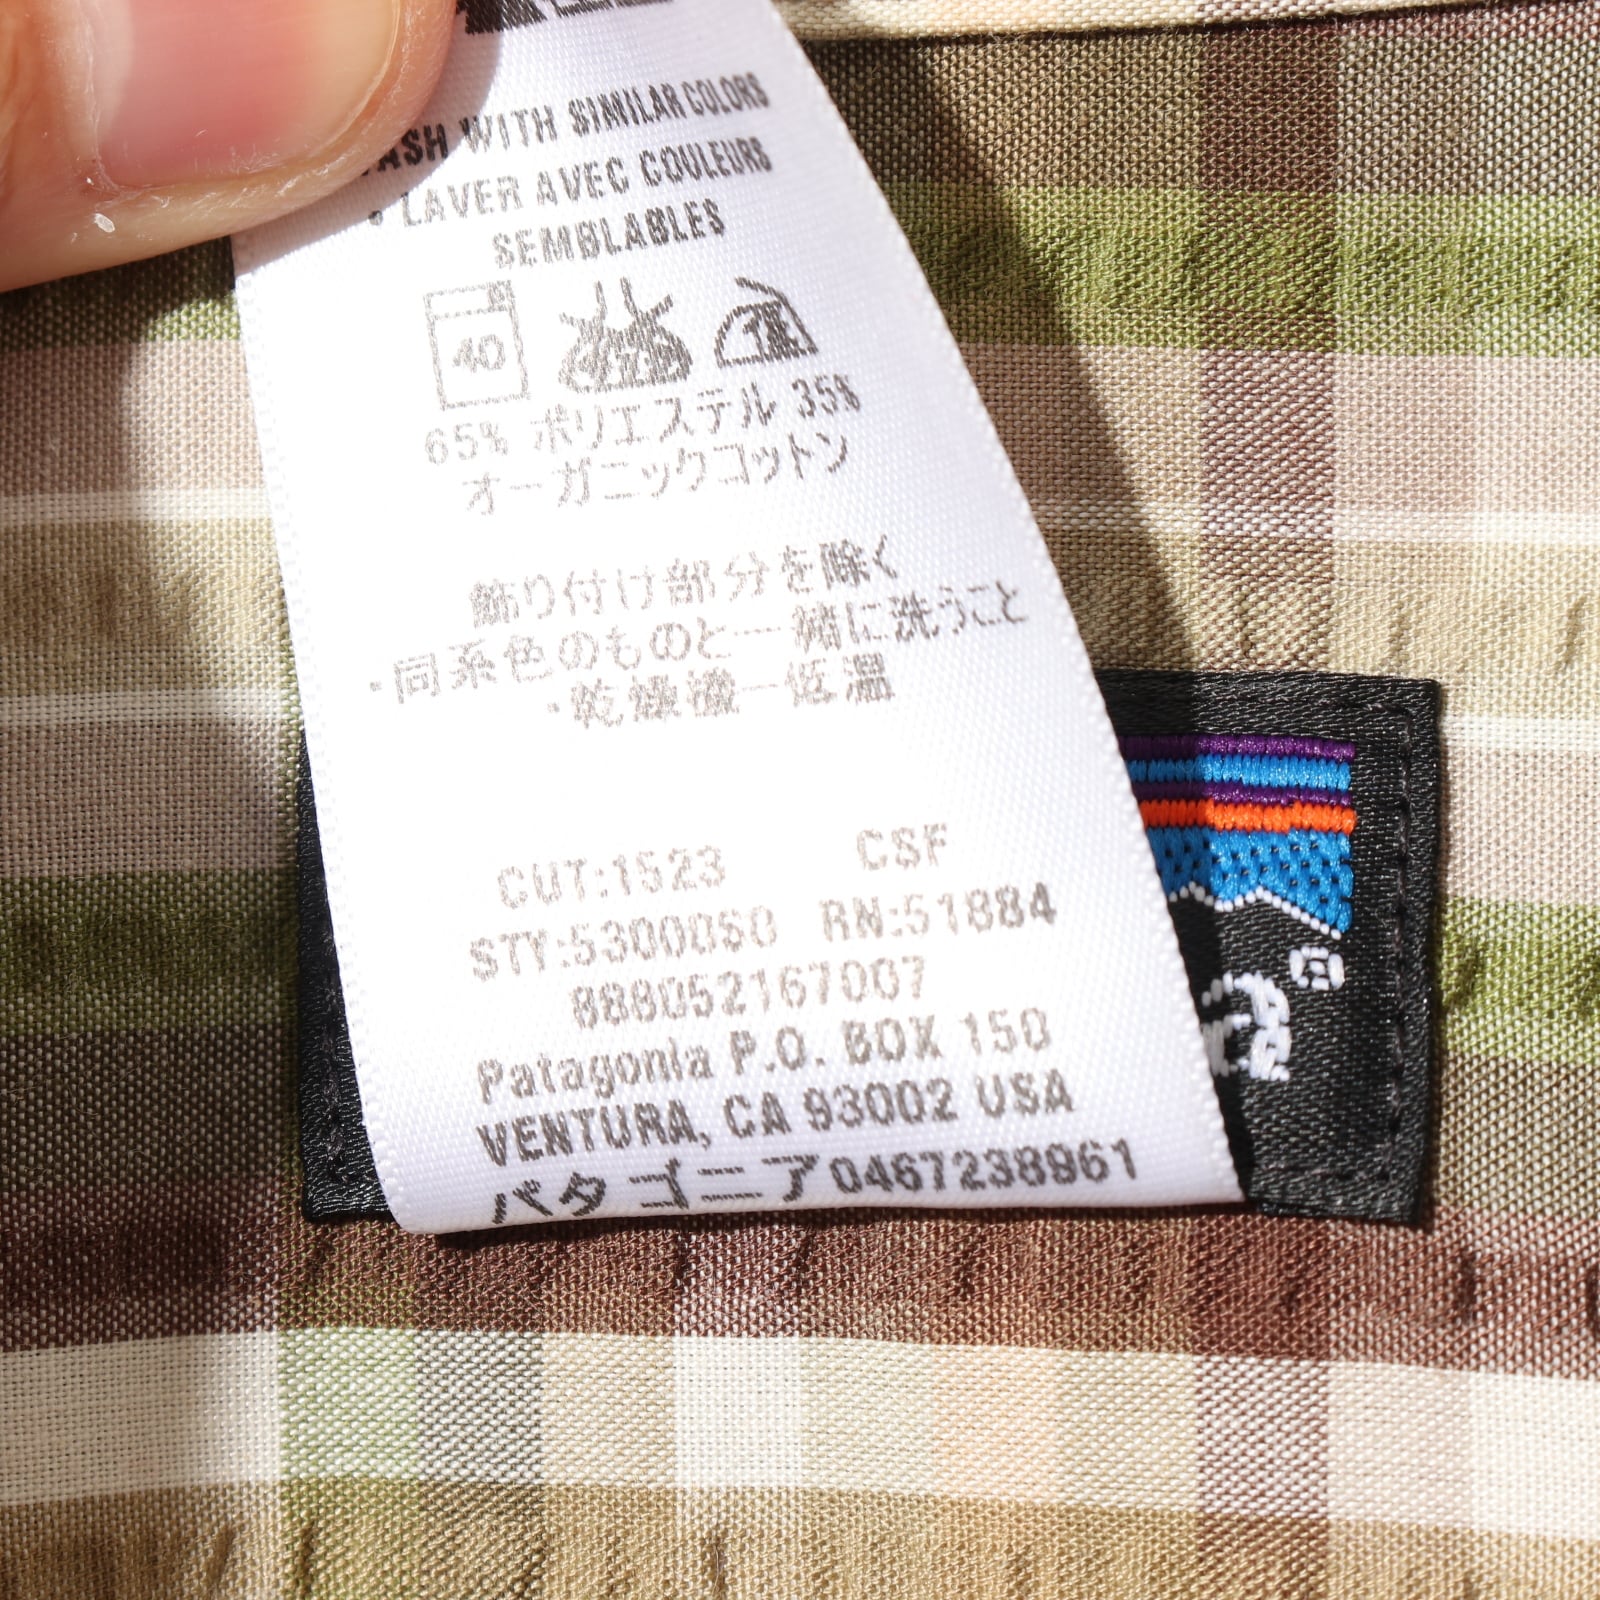 WITH SIMILAR COLORS
• LAVER AVEC COULEURS
SEMBLABLES
40
65% ポリエステル 35%
オーガニックコットン
飾り付け部分を除く
・同系色のものと一緒に洗うこと
・乾燥機－低温
CUT:1523 CSF
STY:53000S0 RN:51884
888052167007
Patagonia P.O. BOX 150
VENTURA, CA 93002 USA
パタゴニア0467238961
®